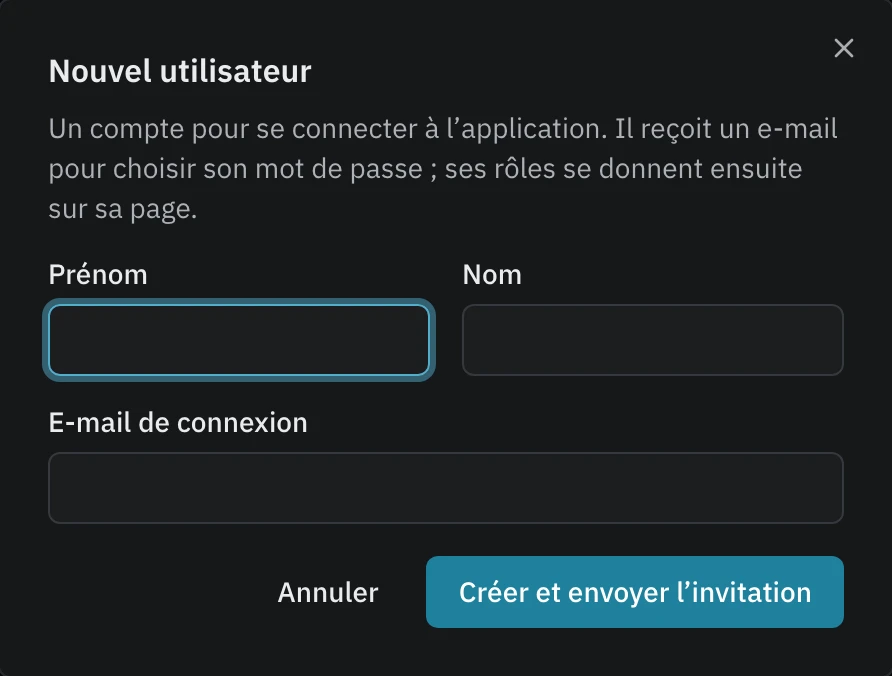 Nouvel utilisateur
Un compte pour se connecter à l’application. Il reçoit un e-mail
pour choisir son mot de passe ; ses rôles se donnent ensuite
sur sa page.
Prénom
Nom
E-mail de connexion
Annuler
Créer et envoyer l’invitation